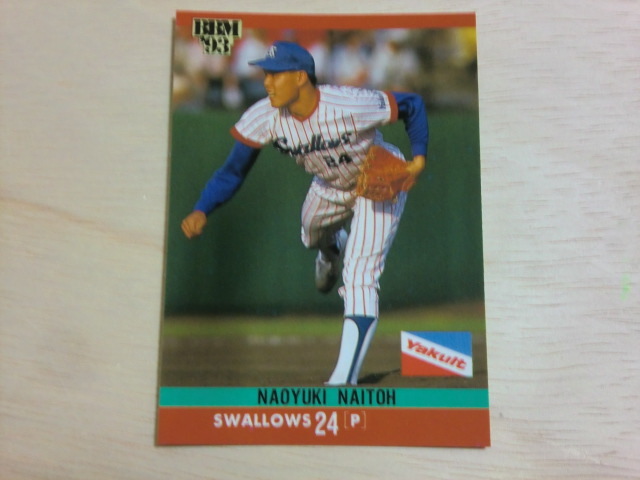 BBM
'93
Swallows
24
Yakult
NAOYUKI NAITOH
SWALLOWS 24 [P]